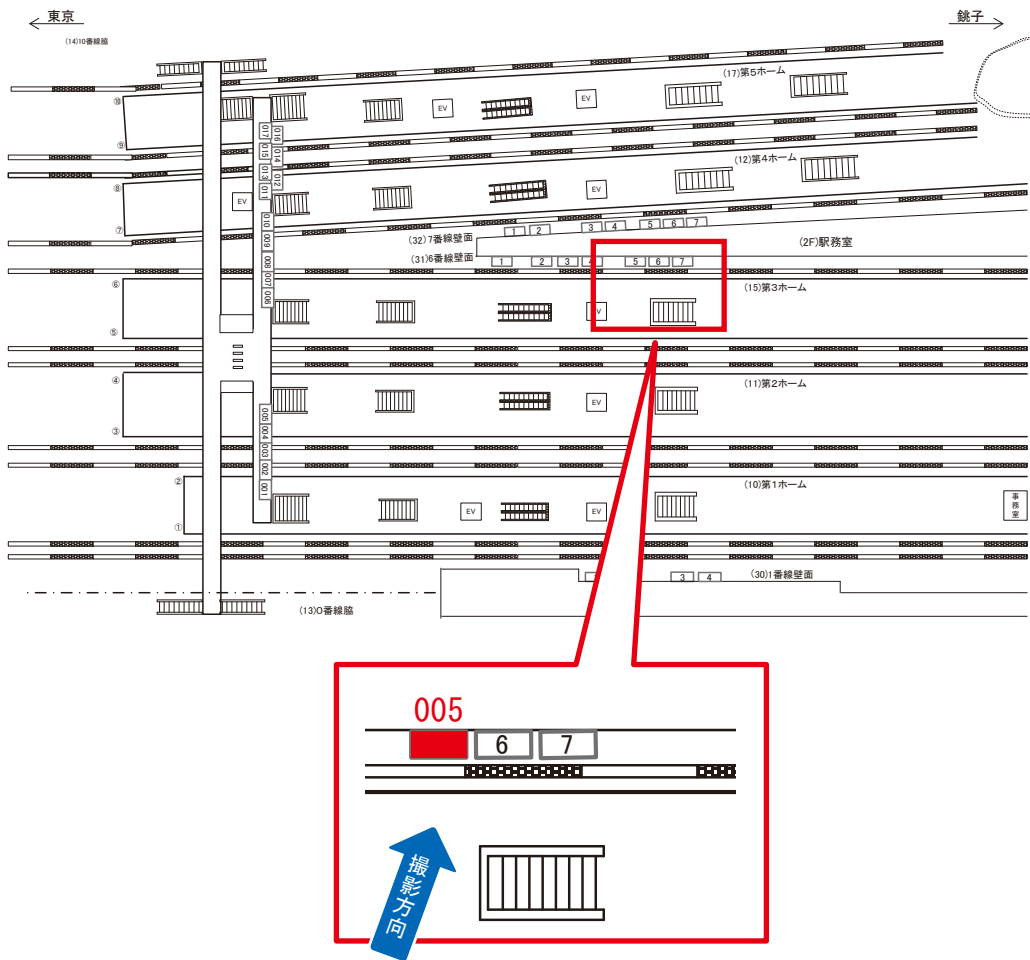 東京
銚子
(14)10番線脇
(17)第5ホーム
⑩
EV
EV
⑨
017
016
015
014
013
012
011
(12)第4ホーム
⑧
EV
EV
⑦
010
009
008
007
006
(32)7番線壁面
1
2
3
4
5
6
7
(2F)駅務室
(31)6番線壁面
1
2
3
4
5
6
7
⑥
(15)第3ホーム
EV
⑤
④
(11)第2ホーム
EV
③
005
004
003
002
001
②
(10)第1ホーム
EV
EV
①
事務室
(30)1番線壁面
3
4
(13)0番線脇
005
6
7
撮影方向